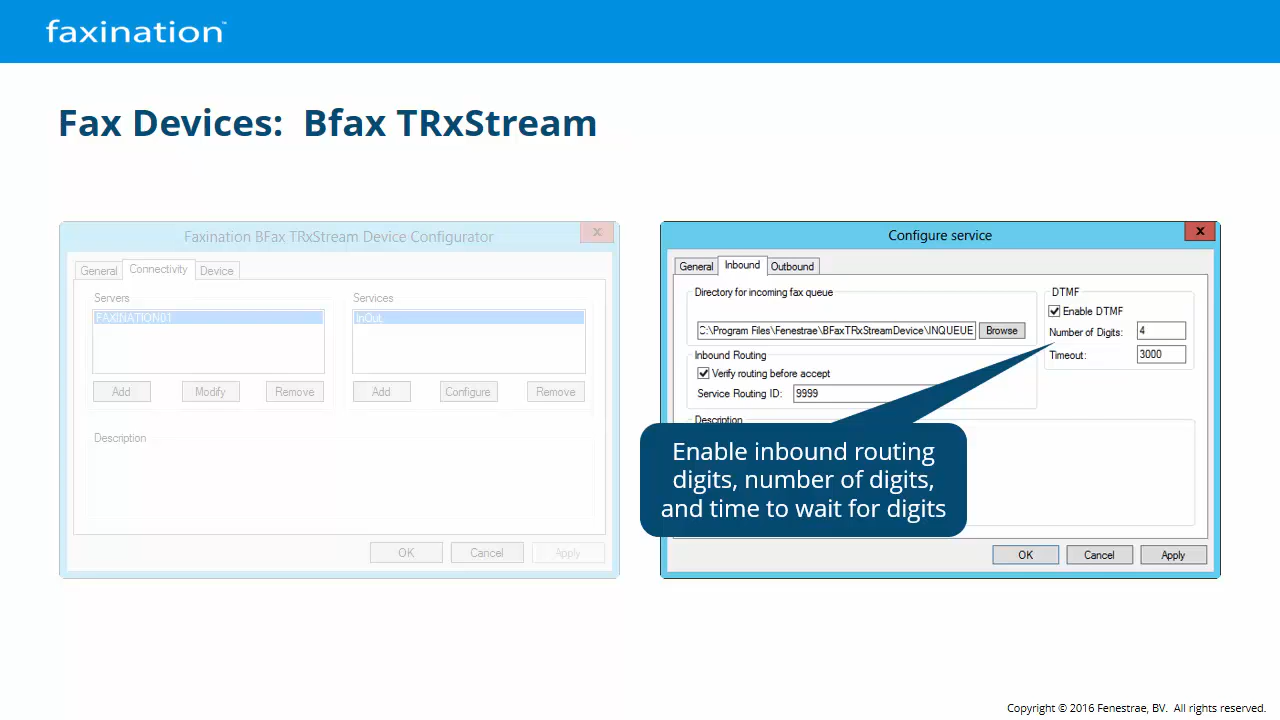 faxination™
Fax Devices: Bfax TRxStream
Faxination BFax TRxStream Device Configurator
x
General Connectivity Device
Servers
FAXINATION01
Add Modify Remove
Services
InOut
Add Configure Remove
Description
OK Cancel Apply
Configure service
x
General Inbound Outbound
Directory for incoming fax queue
C:\Program Files\Fenestrae\BFaxTRxStreamDevice\INQUEUE Browse
Inbound Routing
Verify routing before accept
Service Routing ID: 9999
DTMF
Enable DTMF
Number of Digits: 4
Timeout: 3000
Description
Enable inbound routing
digits, number of digits,
and time to wait for digits
OK Cancel Apply
Copyright © 2016 Fenestrae, BV. All rights reserved.